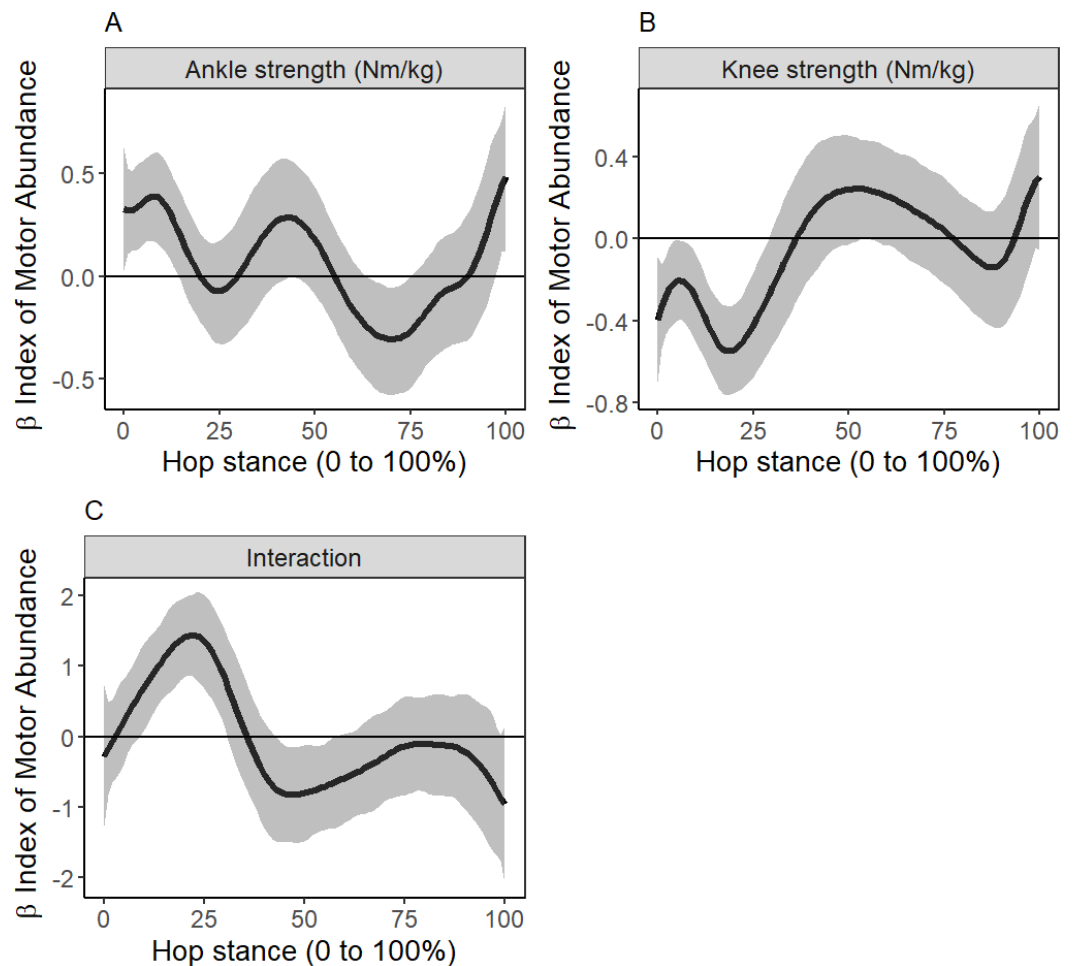 A
Ankle strength (Nm/kg)
β Index of Motor Abundance
0.5
0.0
-0.5
0 25 50 75 100
Hop stance (0 to 100%)
B
Knee strength (Nm/kg)
β Index of Motor Abundance
0.4
0.0
-0.4
-0.8
0 25 50 75 100
Hop stance (0 to 100%)
C
Interaction
β Index of Motor Abundance
2
1
0
-1
-2
0 25 50 75 100
Hop stance (0 to 100%)